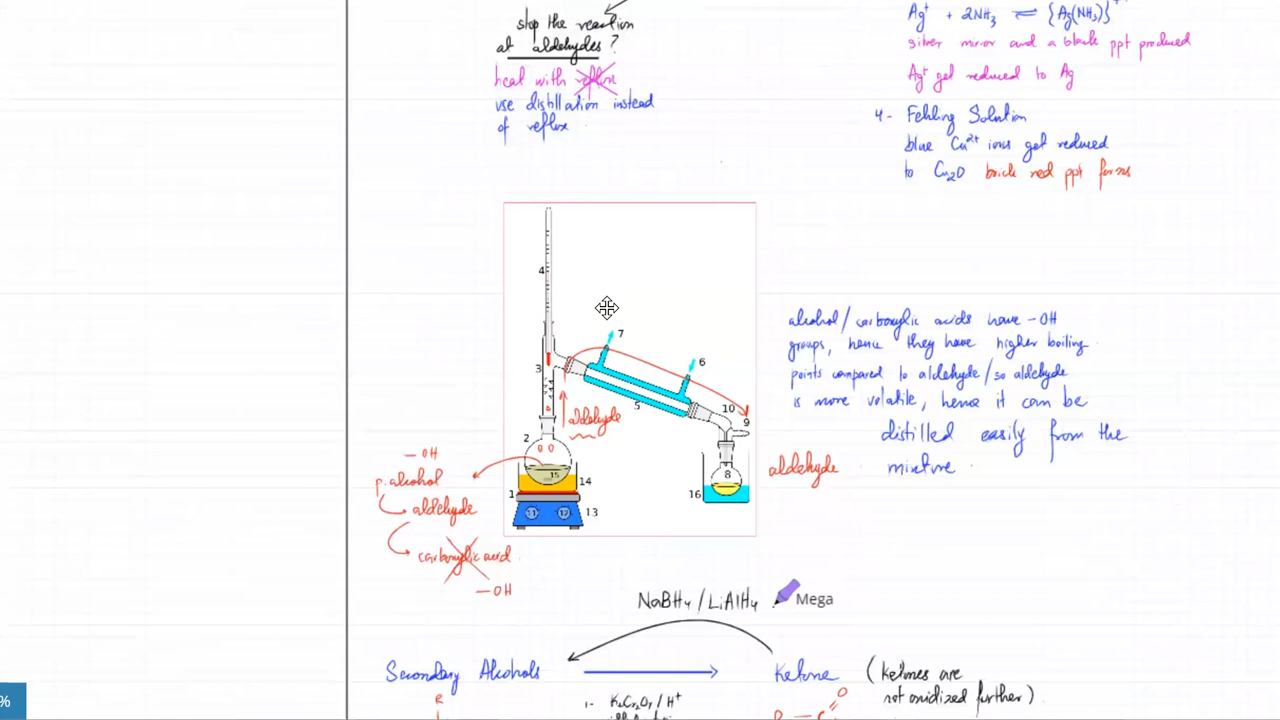 stop the reaction
at aldehydes?
heat with reflux
use distillation instead
of reflux
Ag+ + 2NH3 ⇌ {Ag(NH3)}+
silver mirror and a black ppt produced
Ag+ get reduced to Ag
4- Fehling Solution
blue Cu2+ ions get reduced
to Cu2O brick red ppt forms
4
7
3
6
5
10
9
aldehyde
2
8
15
14
16
1
11
12
13
alcohol/carboxylic acids have -OH
groups, hence they have higher boiling
points compared to aldehyde/so aldehyde
is more volatile, hence it can be
distilled easily from the
mixture
aldehyde
-OH
p.alcohol
aldehyde
carboxylic acid
-OH
NaBH4 / LiAlH4
Mega
Secondary Alcohols
Ketone
(ketones are
not oxidized further)
R
1- K2Cr2O7 / H+
O
R-C
%